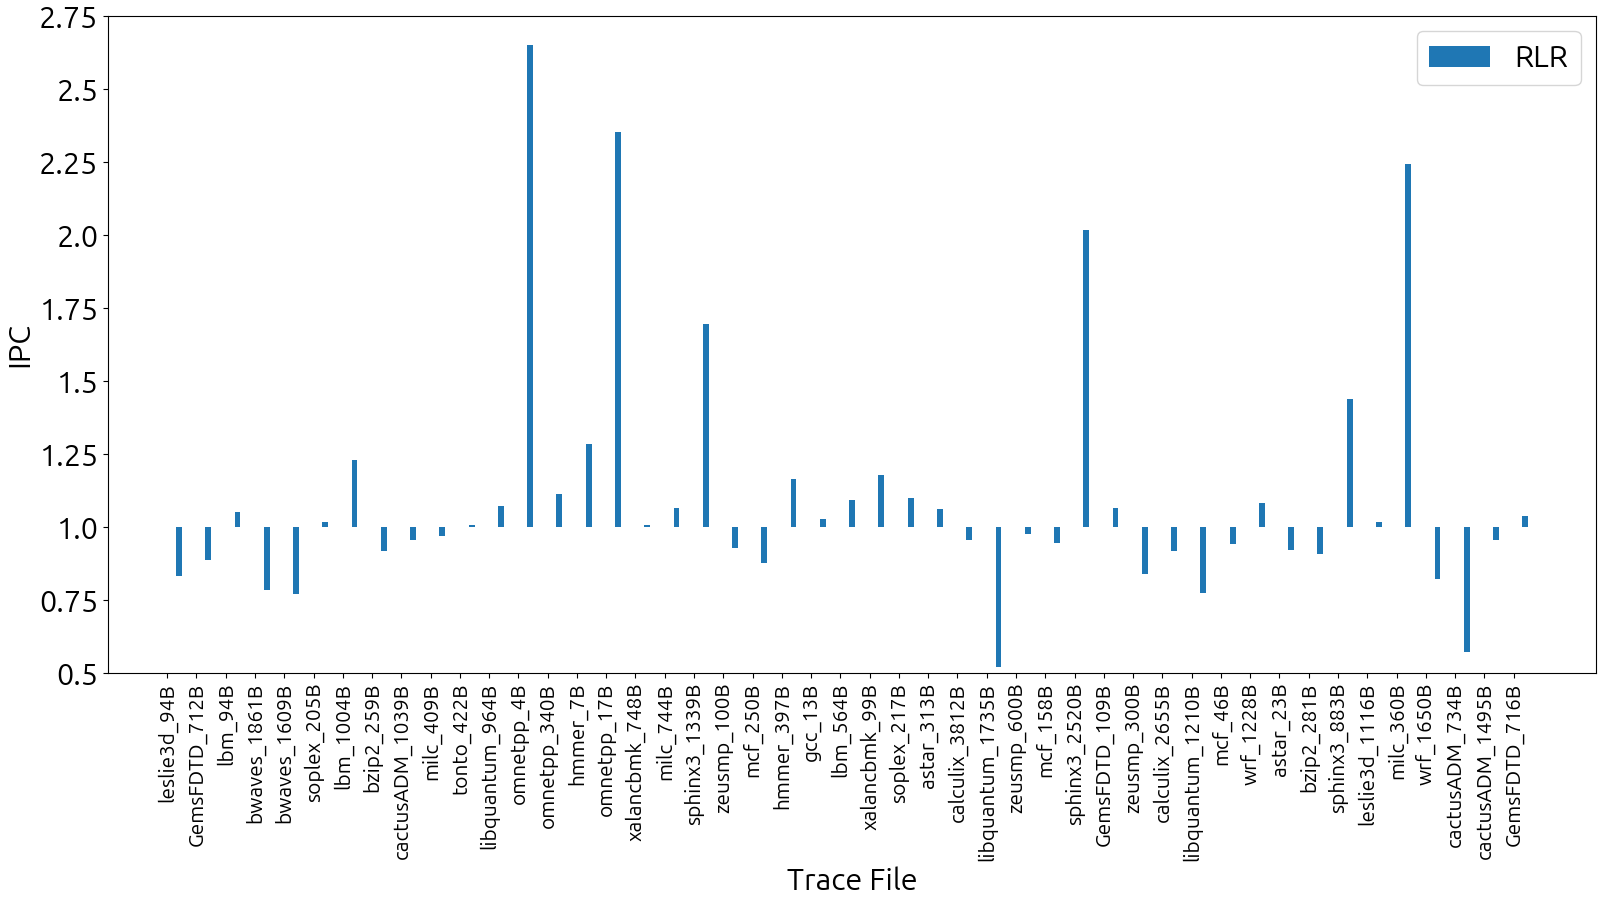 RLR
IPC
2.75
2.5
2.25
2.0
1.75
1.5
1.25
1.0
0.75
0.5
leslie3d_94B
GemsFDTD_712B
lbm_94B
bwaves_1861B
bwaves_1609B
soplex_205B
lbm_1004B
bzip2_259B
cactusADM_1039B
milc_409B
tonto_422B
libquantum_964B
omnetpp_4B
omnetpp_340B
hmmer_7B
omnetpp_17B
xalancbmk_748B
milc_744B
sphinx3_1339B
zeusmp_100B
mcf_250B
hmmer_397B
gcc_13B
lbm_564B
xalancbmk_99B
soplex_217B
astar_313B
calculix_3812B
libquantum_1735B
zeusmp_600B
mcf_158B
sphinx3_2520B
GemsFDTD_109B
zeusmp_300B
calculix_2655B
libquantum_1210B
mcf_46B
wrf_1228B
astar_23B
bzip2_281B
sphinx3_883B
leslie3d_1116B
milc_360B
wrf_1650B
cactusADM_734B
cactusADM_1495B
GemsFDTD_716B
Trace File